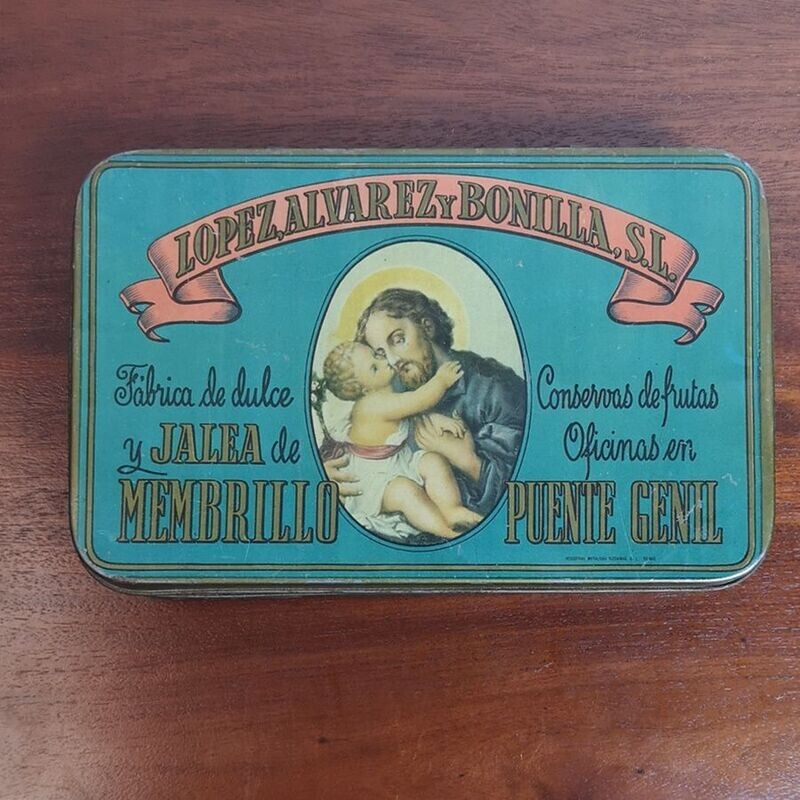 LOPEZ, ALVAREZ Y BONILLA, S.L.
Fábrica de dulce
y JALEA de
MEMBRILLO
Conservas de frutas
Oficinas en
PUENTE GENIL